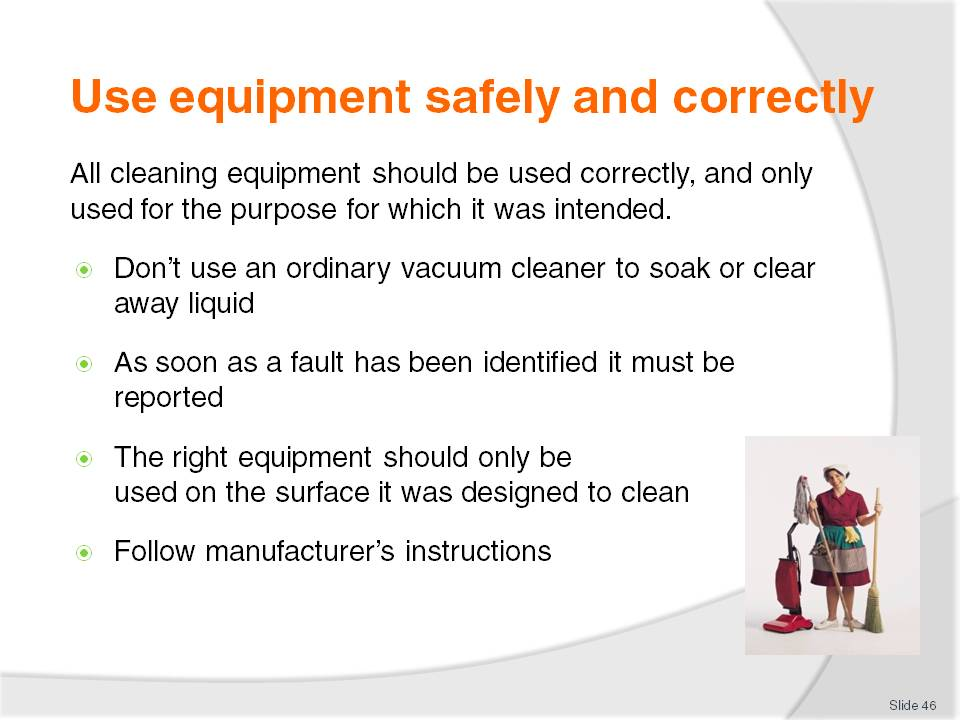 Use equipment safely and correctly
All cleaning equipment should be used correctly, and only
used for the purpose for which it was intended.
Don’t use an ordinary vacuum cleaner to soak or clear
away liquid
As soon as a fault has been identified it must be
reported
The right equipment should only be
used on the surface it was designed to clean
Follow manufacturer’s instructions
Slide 46